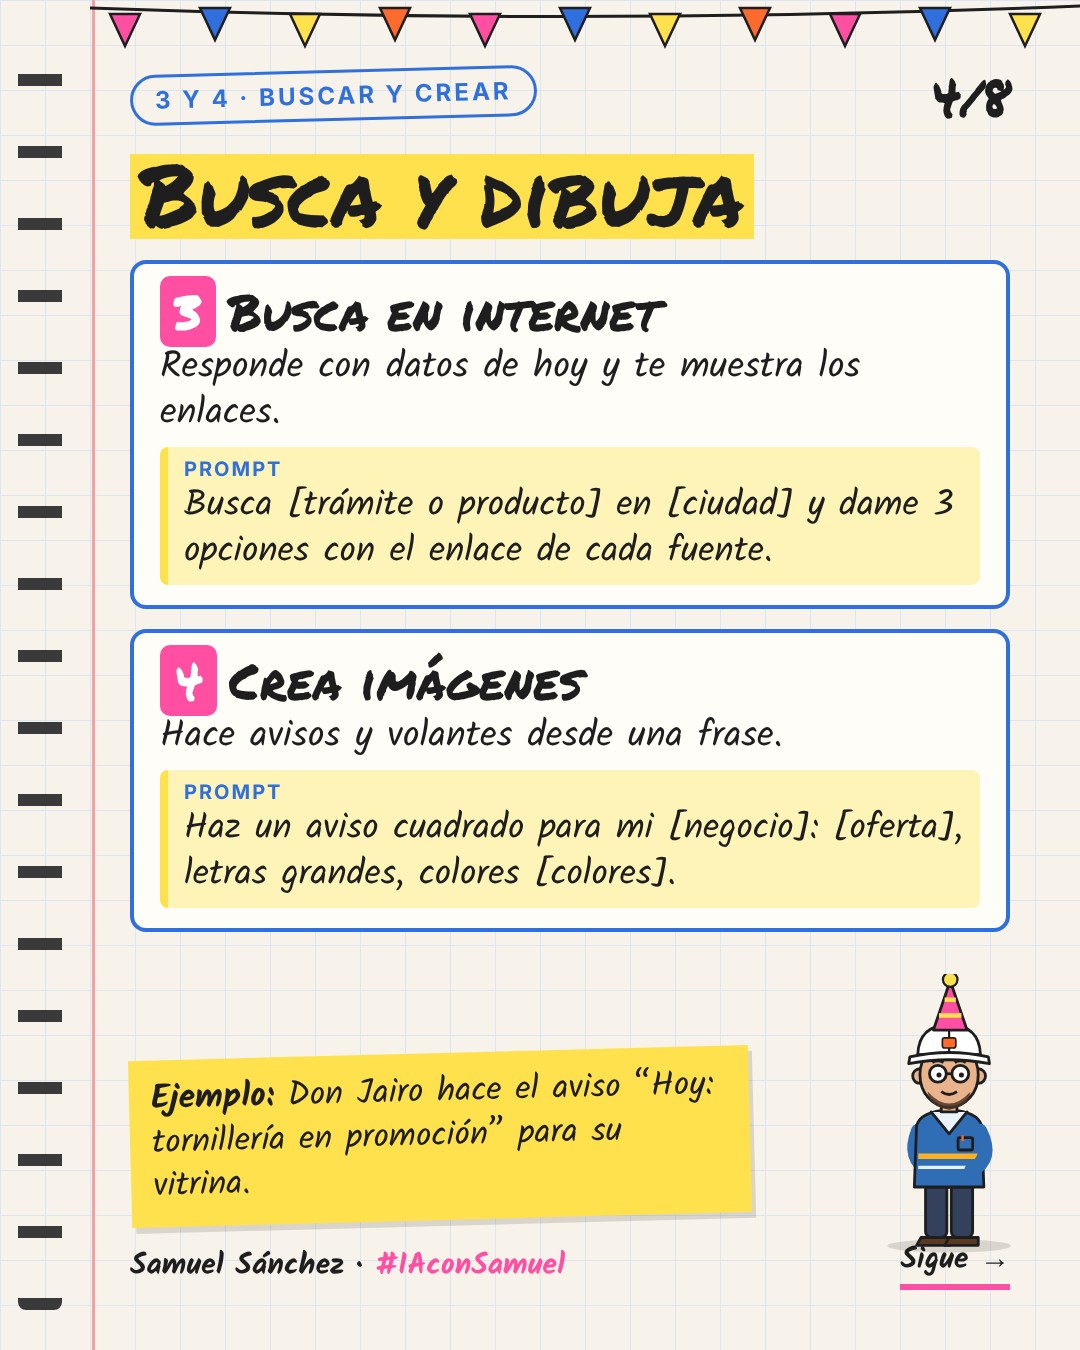 3 Y 4 · BUSCAR Y CREAR
4/8
BUSCA Y DIBUJA
3 BUSCA EN INTERNET
Responde con datos de hoy y te muestra los
enlaces.
PROMPT
Busca [trámite o producto] en [ciudad] y dame 3
opciones con el enlace de cada fuente.
4 CREA IMÁGENES
Hace avisos y volantes desde una frase.
PROMPT
Haz un aviso cuadrado para mi [negocio]: [oferta],
letras grandes, colores [colores].
Ejemplo: Don Jairo hace el aviso “Hoy:
tornillería en promoción” para su
vitrina.
Samuel Sánchez · #IAconSamuel
Sigue →